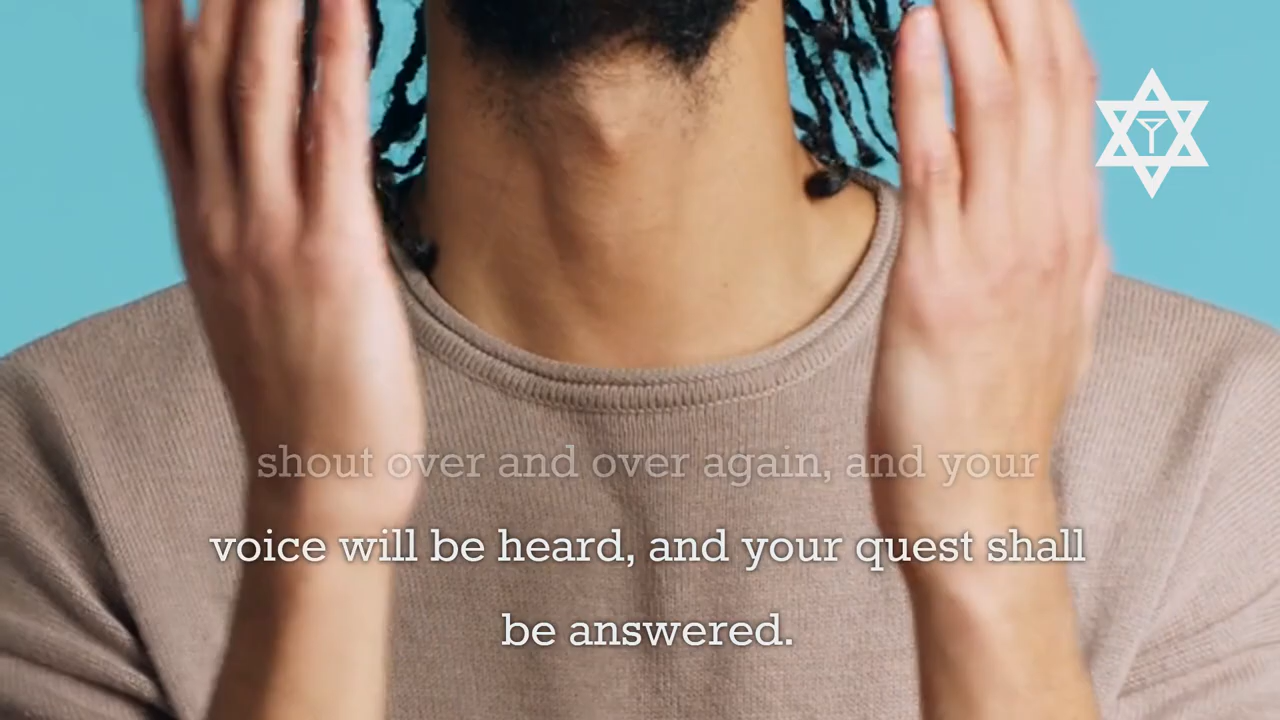 shout over and over again, and your
voice will be heard, and your quest shall
be answered.